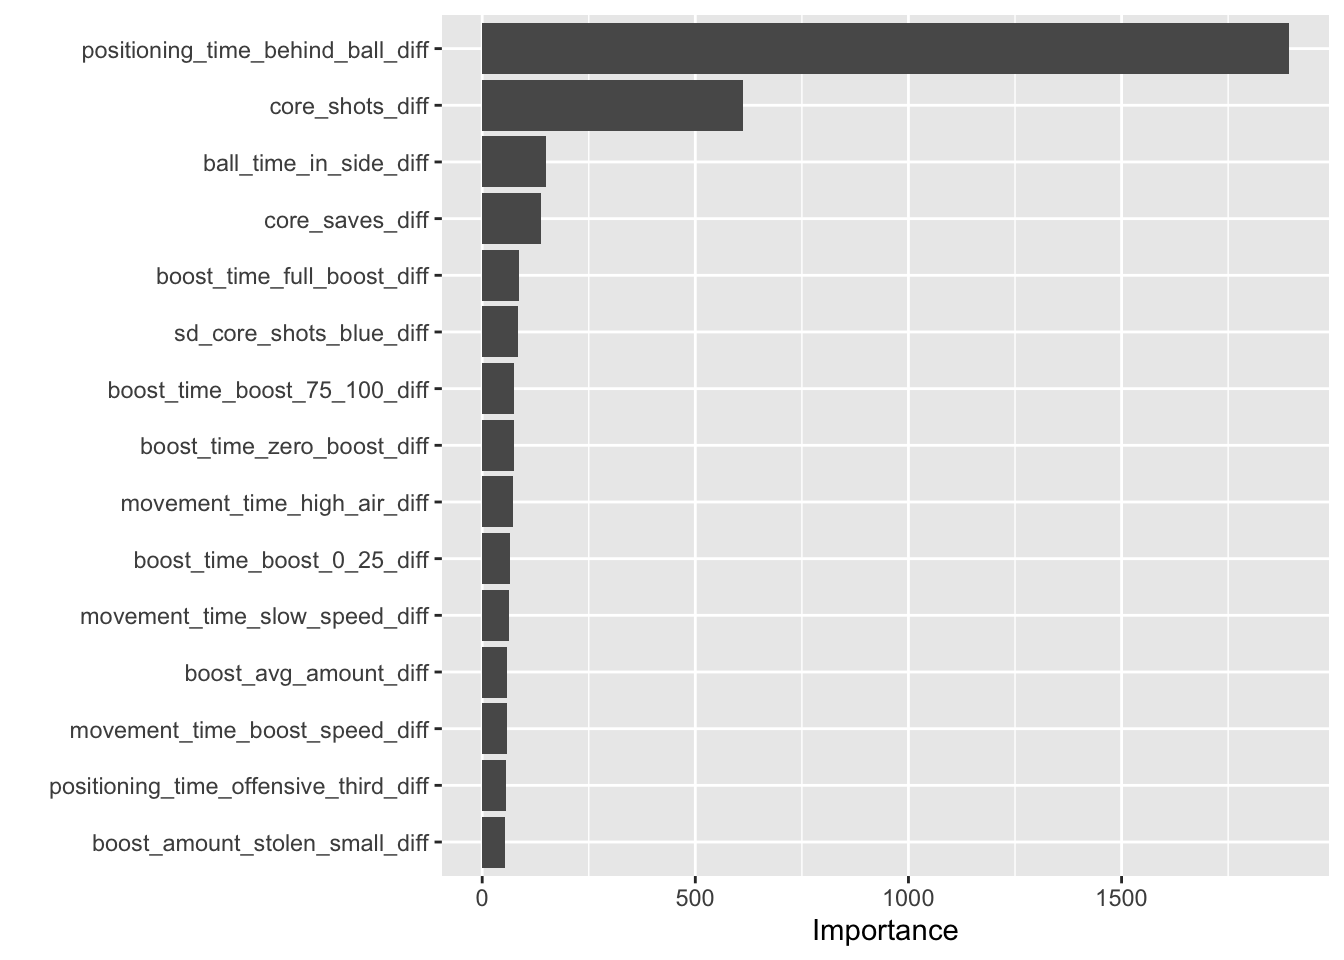 positioning_time_behind_ball_diff
core_shots_diff
ball_time_in_side_diff
core_saves_diff
boost_time_full_boost_diff
sd_core_shots_blue_diff
boost_time_boost_75_100_diff
boost_time_zero_boost_diff
movement_time_high_air_diff
boost_time_boost_0_25_diff
movement_time_slow_speed_diff
boost_avg_amount_diff
movement_time_boost_speed_diff
positioning_time_offensive_third_diff
boost_amount_stolen_small_diff
0 500 1000 1500
Importance